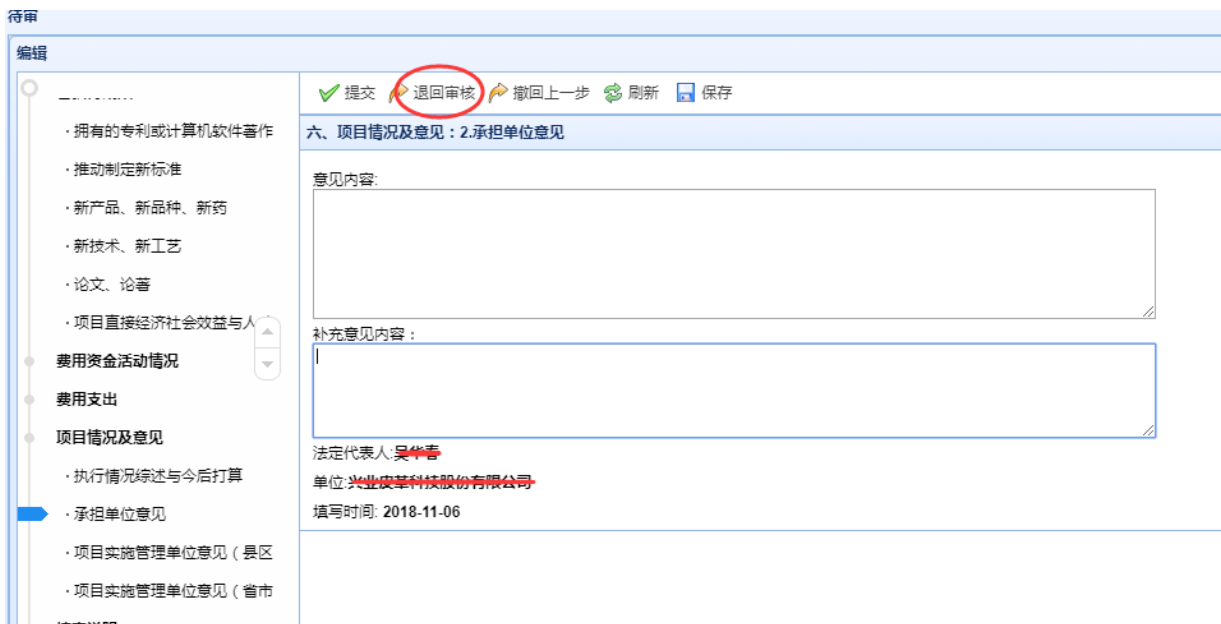 待审
编辑
·拥有的专利或计算机软件著作
·推动制定新标准
·新产品、新品种、新药
·新技术、新工艺
·论文、论著
·项目直接经济社会效益与人
费用资金活动情况
费用支出
项目情况及意见
·执行情况综述与今后打算
·承担单位意见
·项目实施管理单位意见（县区
·项目实施管理单位意见（省市
提交 退回审核 撤回上一步 刷新 保存
六、项目情况及意见：2.承担单位意见
意见内容:
补充意见内容：
法定代表人:
单位:兴业皮革科技股份有限公司
填写时间: 2018-11-06